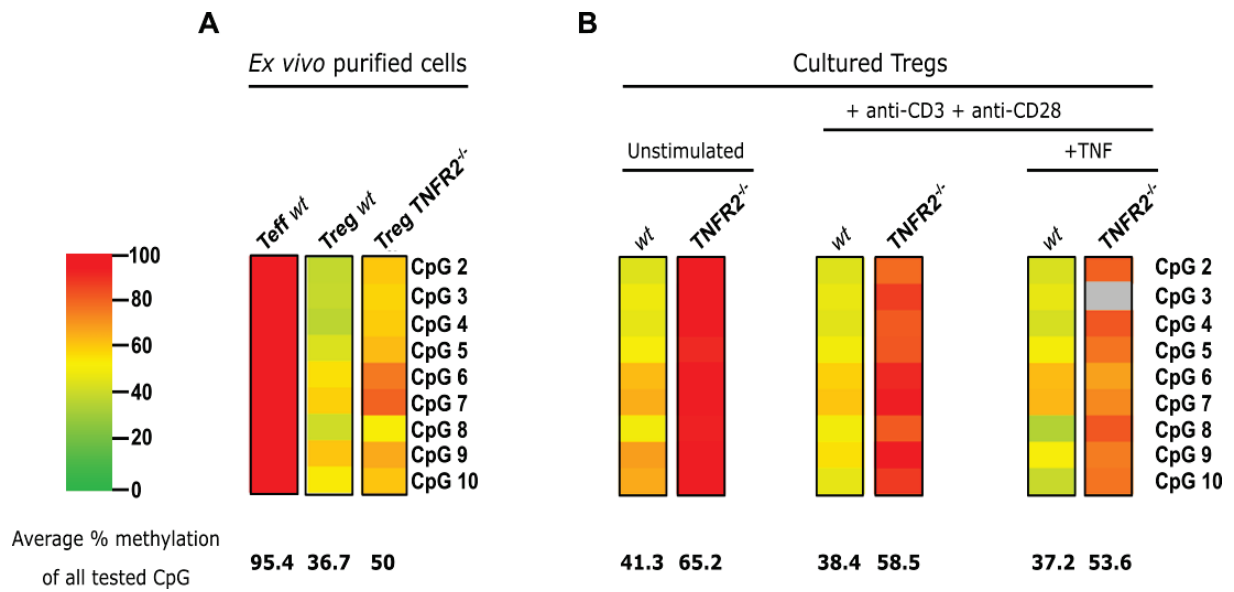 A
Ex vivo purified cells
Teff wt
Treg wt
Treg TNFR2-/-
100
80
60
40
20
0
CpG 2
CpG 3
CpG 4
CpG 5
CpG 6
CpG 7
CpG 8
CpG 9
CpG 10
Average % methylation
of all tested CpG
95.4 36.7 50
B
Cultured Tregs
+ anti-CD3 + anti-CD28
Unstimulated
+TNF
wt
TNFR2-/-
wt
TNFR2-/-
wt
TNFR2-/-
CpG 2
CpG 3
CpG 4
CpG 5
CpG 6
CpG 7
CpG 8
CpG 9
CpG 10
41.3 65.2 38.4 58.5 37.2 53.6